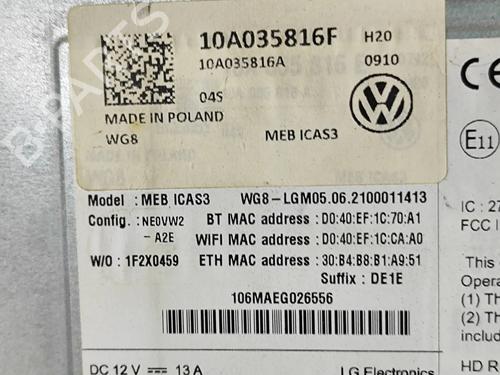 10A035816F H20
10A035816A 0910
04S
MADE IN POLAND
WG8 MEB ICAS3
E11
Model: MEB ICAS3 WG8-LGM05.06.2100011413
Config.: NE0VW2 BT MAC address : D0:40:EF:1C:70:A1
-A2E WIFI MAC address : D0:40:EF:1C:CA:A0
W/O : 1F2X0459 ETH MAC address : 30:B4:B8:B1:A9:51
Suffix : DE1E
106MAEG026556
DC 12 V 13 A LG Electronics
IC : 27
FCC I
This
Opera
(1) Th
(2) Th
includ
HD R
B-PARTS